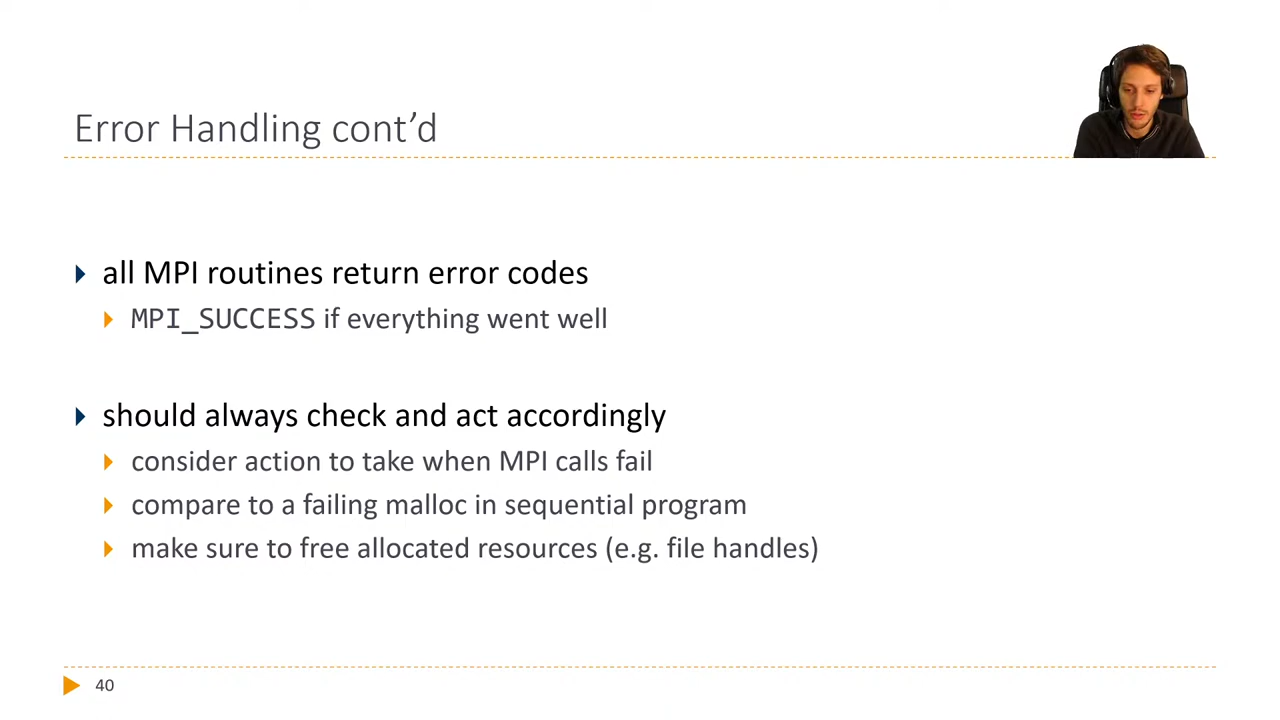 Error Handling cont’d
all MPI routines return error codes
MPI_SUCCESS if everything went well
should always check and act accordingly
consider action to take when MPI calls fail
compare to a failing malloc in sequential program
make sure to free allocated resources (e.g. file handles)
40